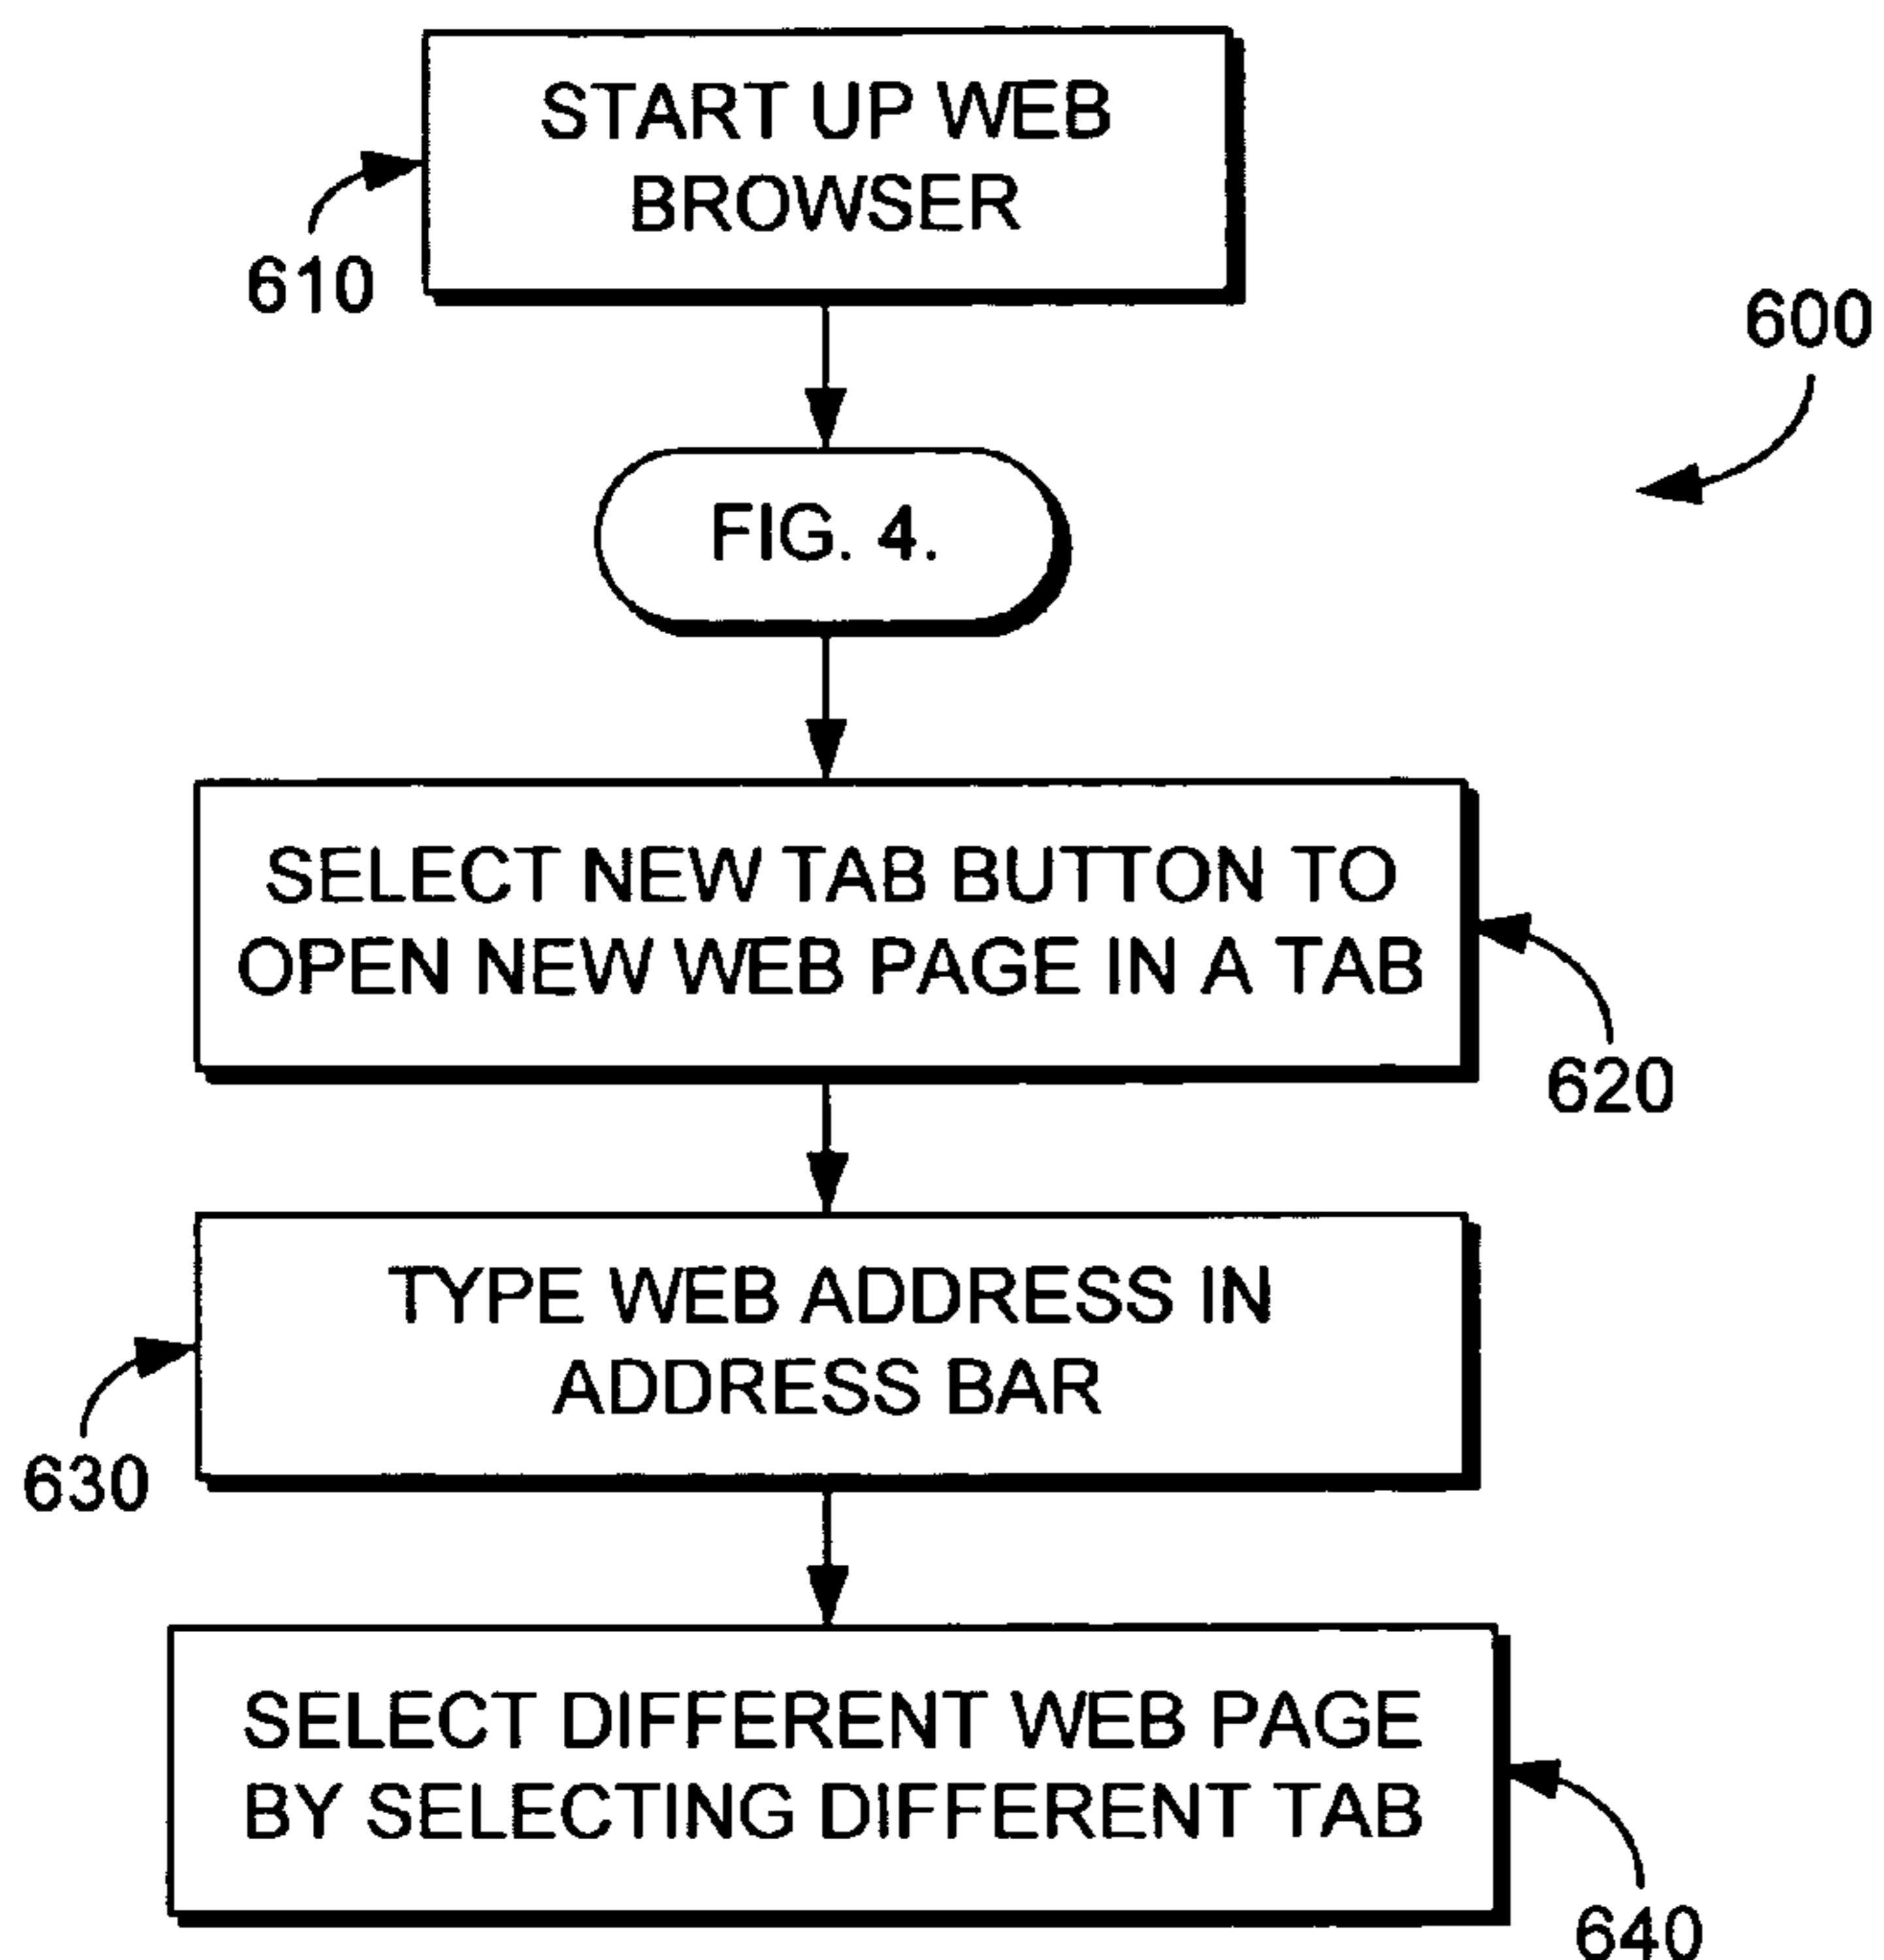 START UP WEB
BROWSER
610
600
FIG. 4.
SELECT NEW TAB BUTTON TO
OPEN NEW WEB PAGE IN A TAB
620
TYPE WEB ADDRESS IN
ADDRESS BAR
630
SELECT DIFFERENT WEB PAGE
BY SELECTING DIFFERENT TAB
640